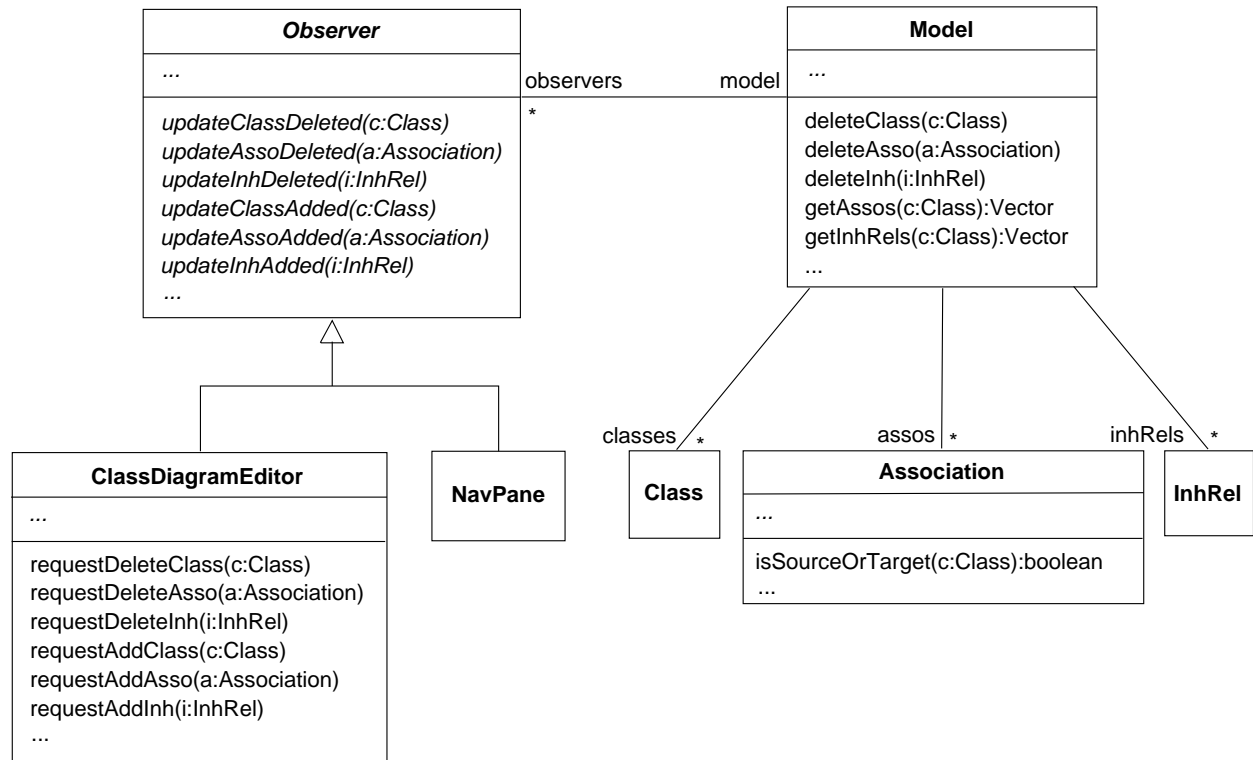 Observer
...
updateClassDeleted(c:Class)
updateAssoDeleted(a:Association)
updateInhDeleted(i:InhRel)
updateClassAdded(c:Class)
updateAssoAdded(a:Association)
updateInhAdded(i:InhRel)
...
observers
*
model
Model
...
deleteClass(c:Class)
deleteAsso(a:Association)
deleteInh(i:InhRel)
getAssos(c:Class):Vector
getInhRels(c:Class):Vector
...
classes *
assos *
inhRels *
ClassDiagramEditor
...
requestDeleteClass(c:Class)
requestDeleteAsso(a:Association)
requestDeleteInh(i:InhRel)
requestAddClass(c:Class)
requestAddAsso(a:Association)
requestAddInh(i:InhRel)
...
NavPane
Class
Association
...
isSourceOrTarget(c:Class):boolean
...
InhRel